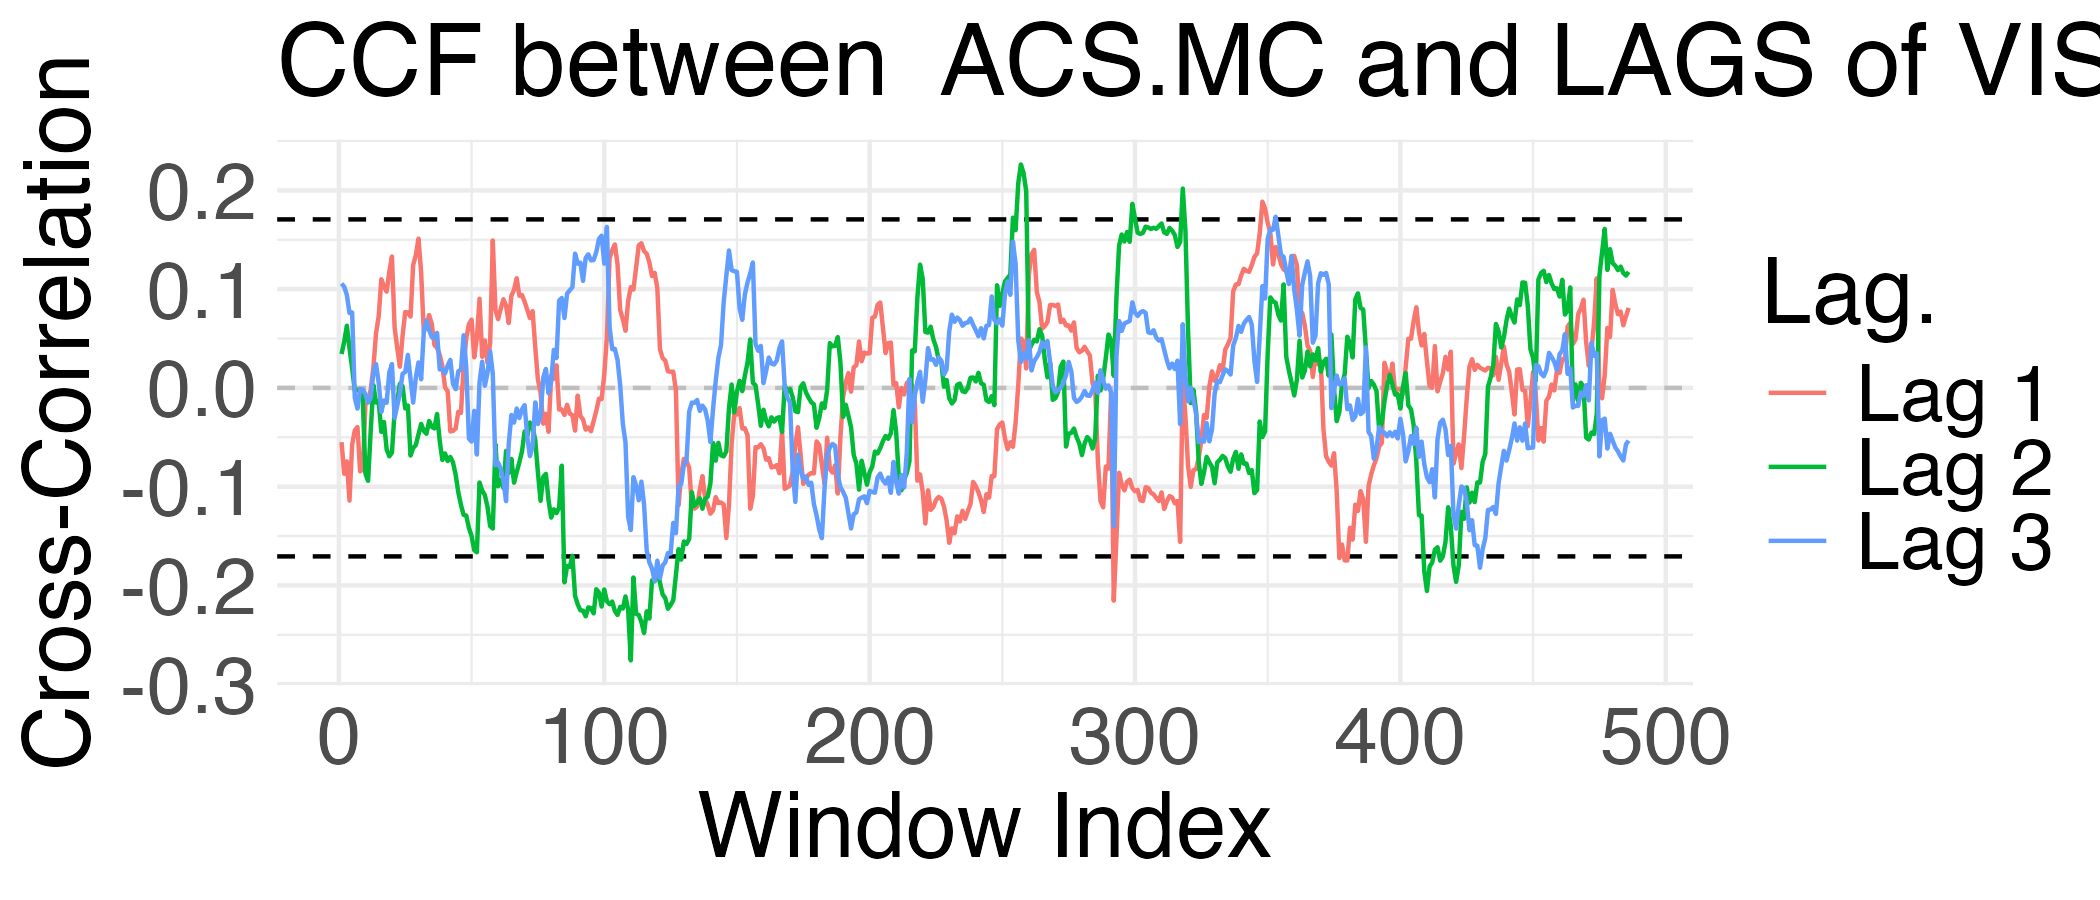 CCF between  ACS.MC and LAGS of VIS
Cross-Correlation
0.2
0.1
0.0
-0.1
-0.2
-0.3
0 100 200 300 400 500
Window Index
Lag.
Lag 1
Lag 2
Lag 3